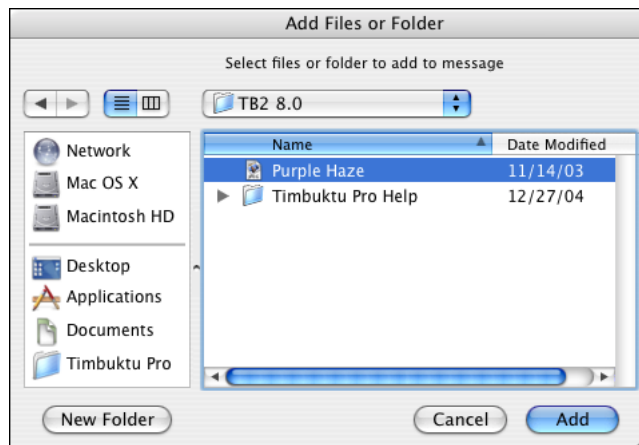 Add Files or Folder
Select files or folder to add to message
TB2 8.0
Network
Mac OS X
Macintosh HD
Desktop
Applications
Documents
Timbuktu Pro
Name Date Modified
Purple Haze 11/14/03
Timbuktu Pro Help 12/27/04
New Folder Cancel Add